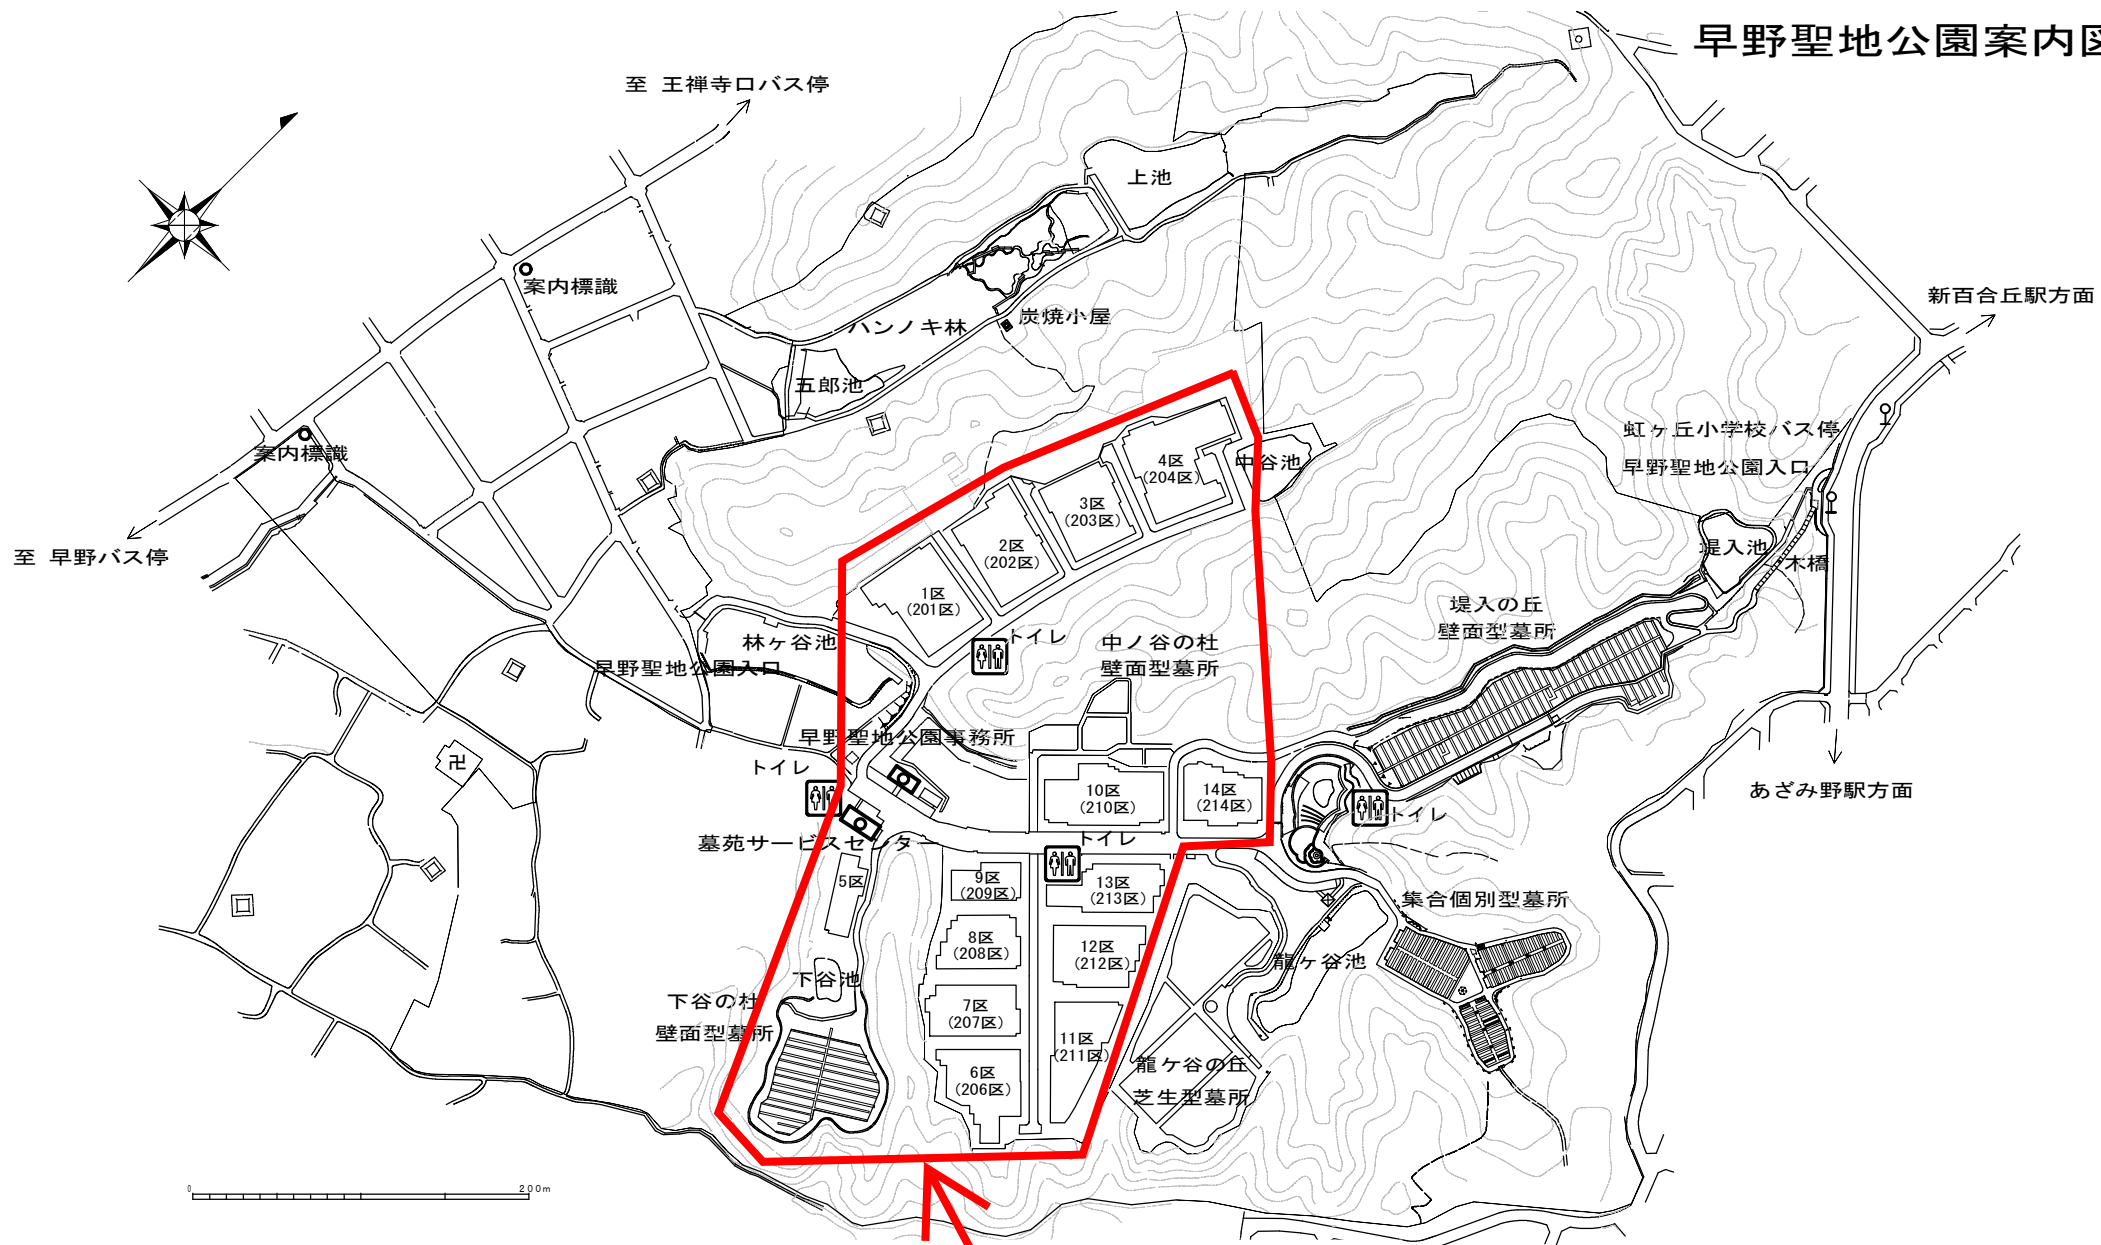 早野聖地公園案内図
至 王禅寺口バス停
上池
案内標識
新百合丘駅方面
炭焼小屋
ハンノキ林
五郎池
虹ヶ丘小学校バス停
早野聖地公園入口
案内標識
4区
(204区)
中谷池
3区
(203区)
至 早野バス停
2区
(202区)
堤入池
木橋
1区
(201区)
堤入の丘
壁面型墓所
トイレ
中ノ谷の杜
壁面型墓所
林ヶ谷池
早野聖地公園入口
早野聖地公園事務所
トイレ
卍
10区
(210区)
14区
(214区)
あざみ野駅方面
トイレ
墓苑サービスセンター
トイレ
5区
9区
(209区)
13区
(213区)
集合個別型墓所
8区
(208区)
12区
(212区)
龍ヶ谷池
下谷池
下谷の杜
壁面型墓所
7区
(207区)
11区
(211区)
6区
(206区)
龍ケ谷の丘
芝生型墓所
0
200m